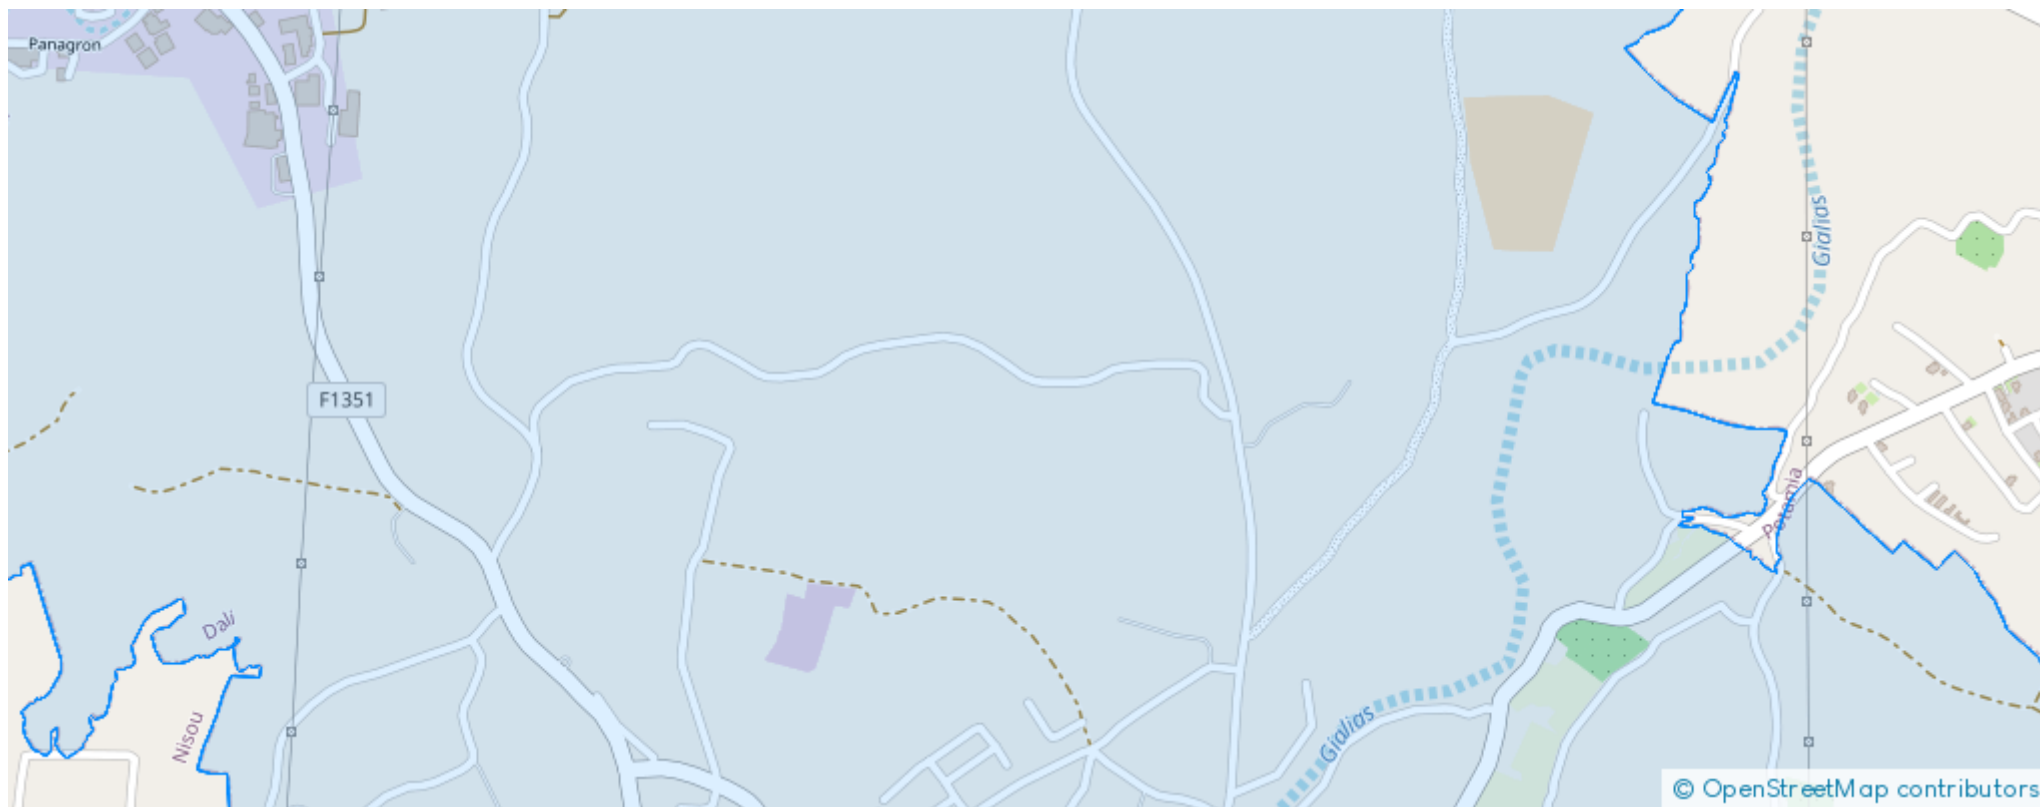 Panagron
Gialias
F1351
Potamia
Dali
Nisou
Gialias
© OpenStreetMap contributors